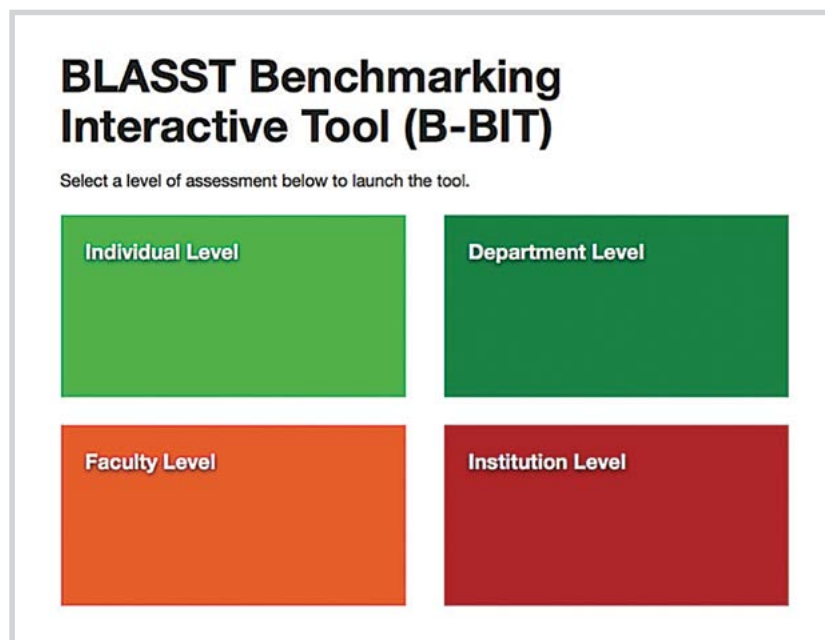 BLASST Benchmarking
Interactive Tool (B-BIT)
Select a level of assessment below to launch the tool.
Individual Level
Department Level
Faculty Level
Institution Level